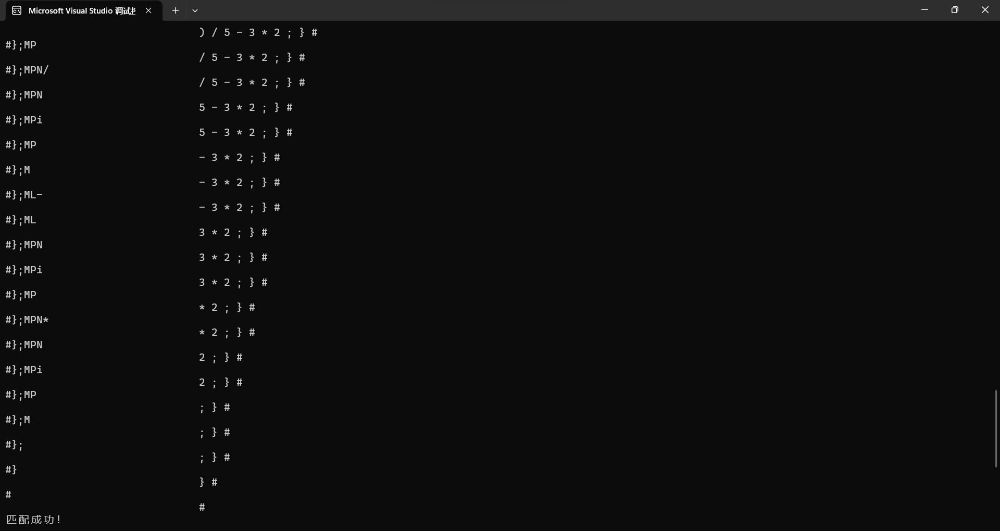 Microsoft Visual Studio 调试
) / 5 - 3 * 2 ; } #
#};MP
/ 5 - 3 * 2 ; } #
#};MPN/
/ 5 - 3 * 2 ; } #
#};MPN
5 - 3 * 2 ; } #
#};MPi
5 - 3 * 2 ; } #
#};MP
- 3 * 2 ; } #
#};M
- 3 * 2 ; } #
#};ML-
- 3 * 2 ; } #
#};ML
3 * 2 ; } #
#};MPN
3 * 2 ; } #
#};MPi
3 * 2 ; } #
#};MP
* 2 ; } #
#};MPN*
* 2 ; } #
#};MPN
2 ; } #
#};MPi
2 ; } #
#};MP
; } #
#};M
; } #
#};
; } #
#}
} #
#
#
匹配成功!